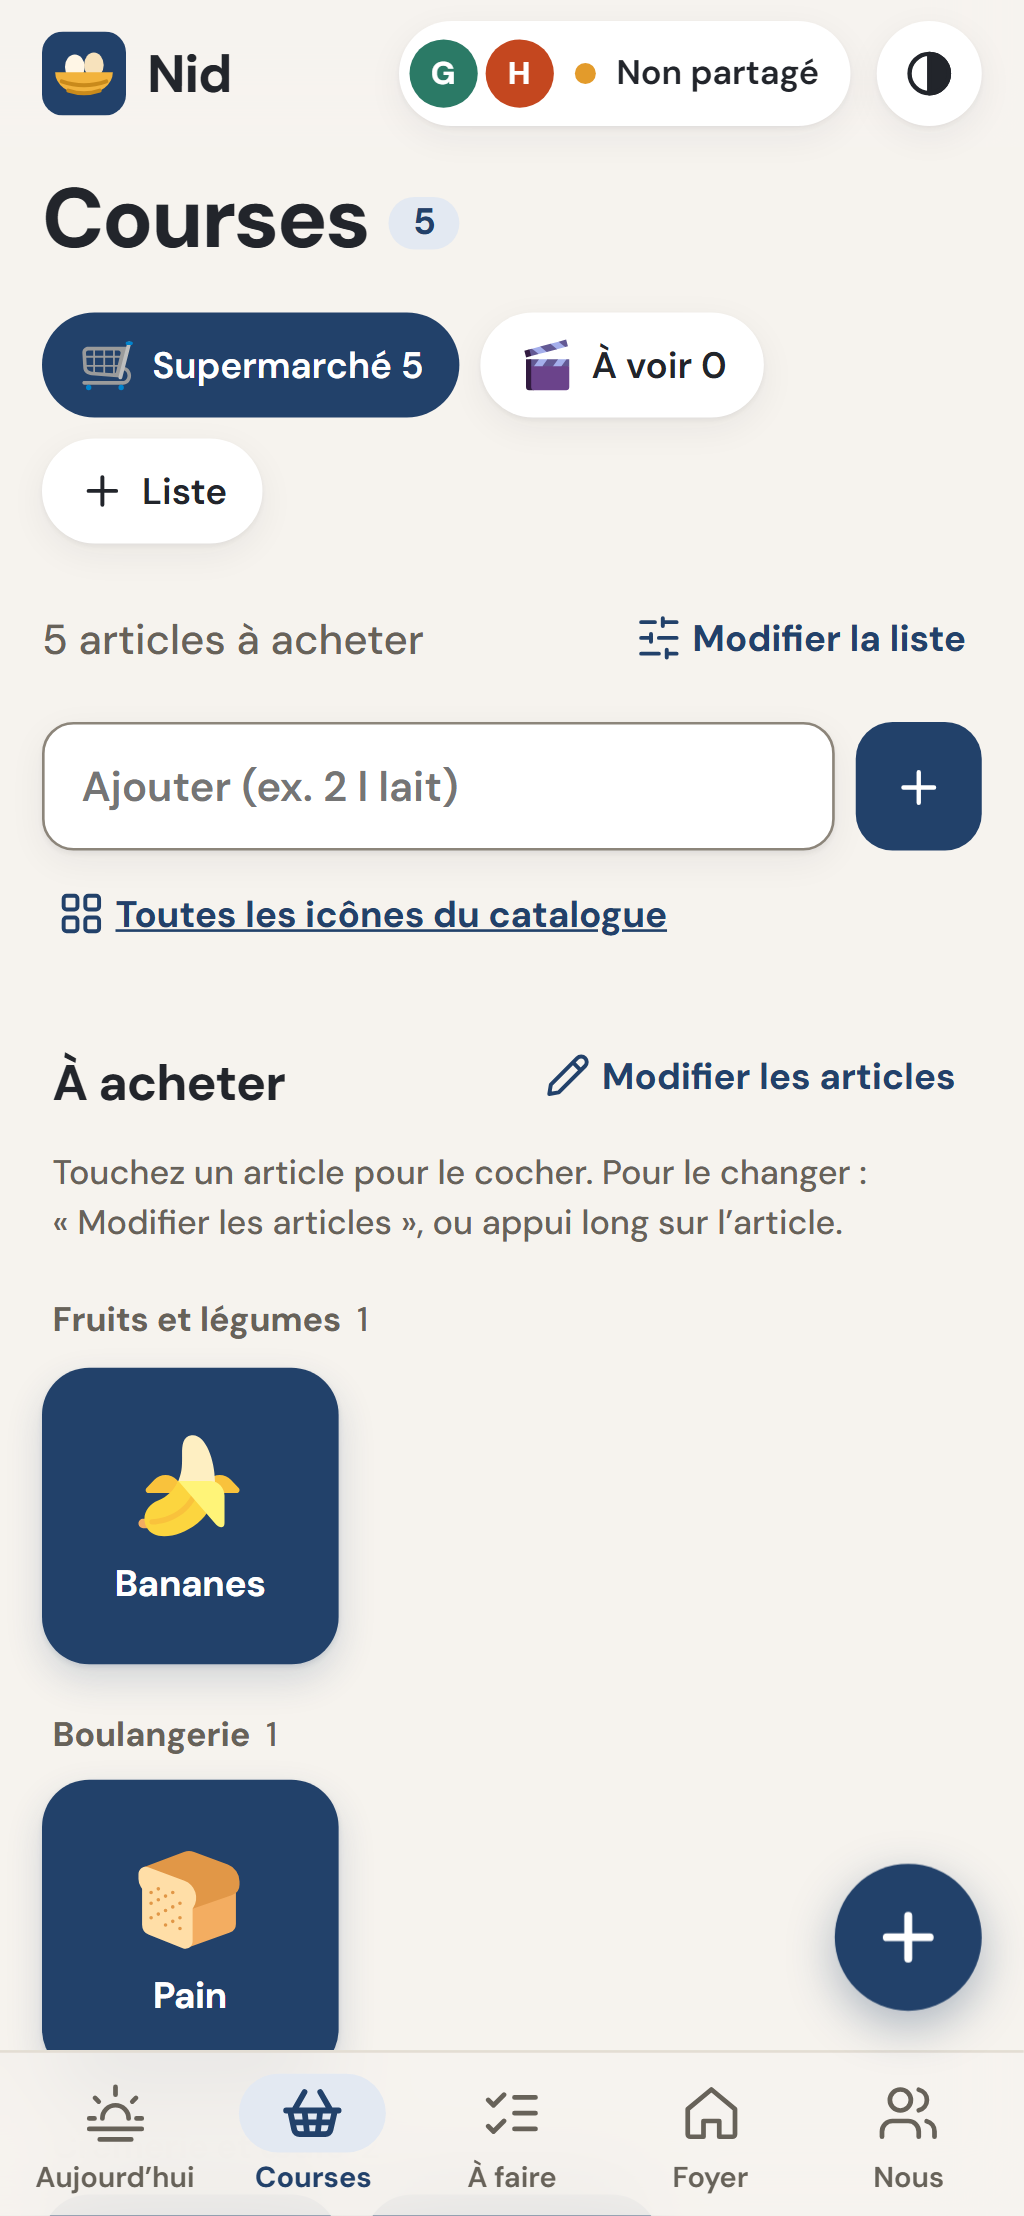 Nid
G H Non partagé
Courses 5
Supermarché 5
À voir 0
Liste
5 articles à acheter
Modifier la liste
Ajouter (ex. 2 l lait)
Toutes les icônes du catalogue
À acheter
Modifier les articles
Touchez un article pour le cocher. Pour le changer :
« Modifier les articles », ou appui long sur l’article.
Fruits et légumes 1
Bananes
Boulangerie 1
Pain
Aujourd’hui
Courses
À faire
Foyer
Nous